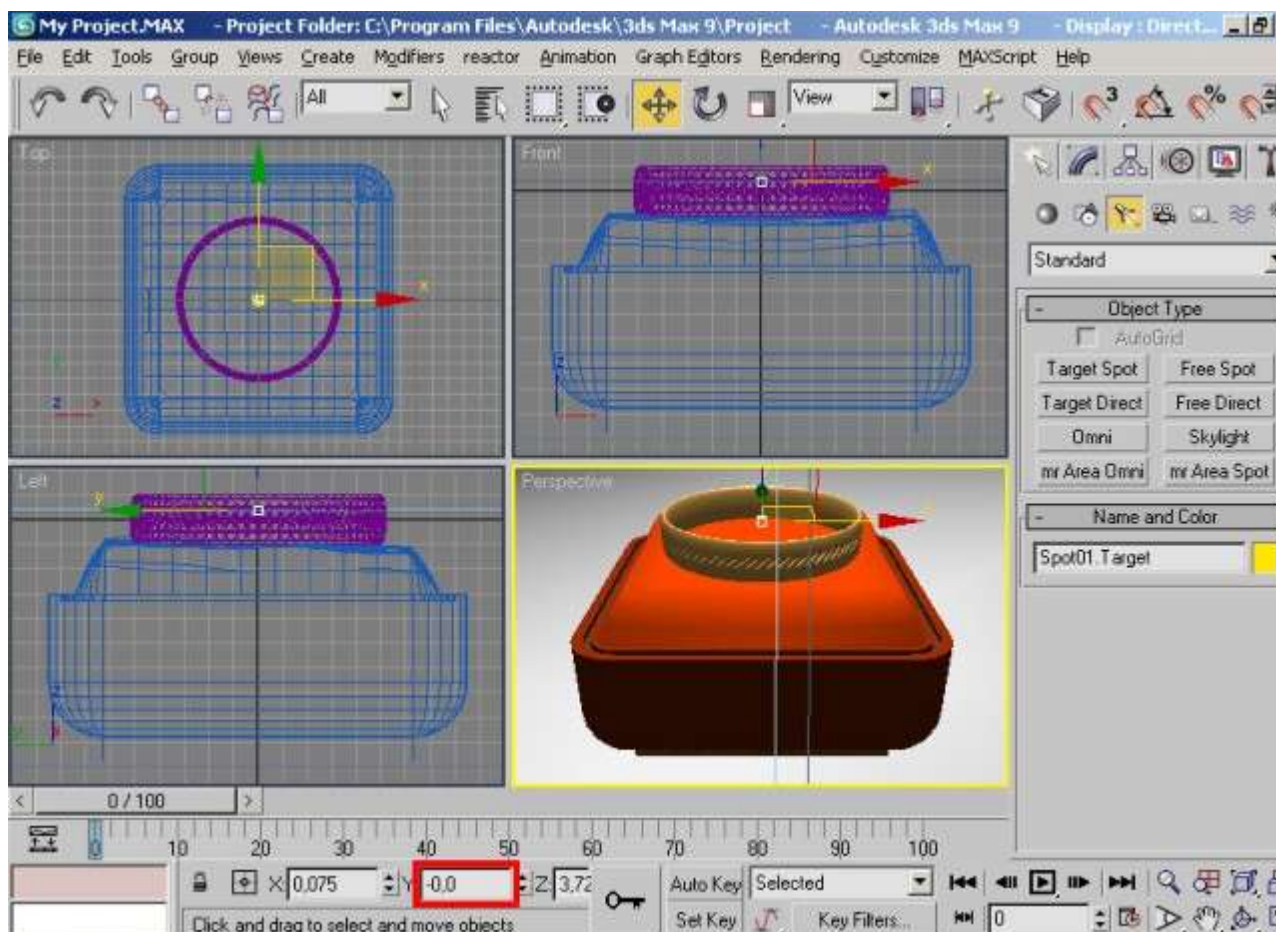 My Project.MAX - Project Folder: C:\Program Files\Autodesk\3ds Max 9\Project - Autodesk 3ds Max 9 - Display : Direct...
File Edit Tools Group Views Create Modifiers reactor Animation Graph Editors Rendering Customize MAXScript Help
All View 3 %
Top Front
x x
z x z
Standard
- Object Type
AutoGrid
Target Spot Free Spot
Target Direct Free Direct
Omni Skylight
mr Area Omni mr Area Spot
- Name and Color
Spot01.Target
Left Perspective
y
z
< 0 / 100 >
0 10 20 30 40 50 60 70 80 90 100
X: 0,075 Y: -0,0 Z: 3,72 Auto Key Selected
Click and drag to select and move objects Set Key Key Filters... 0